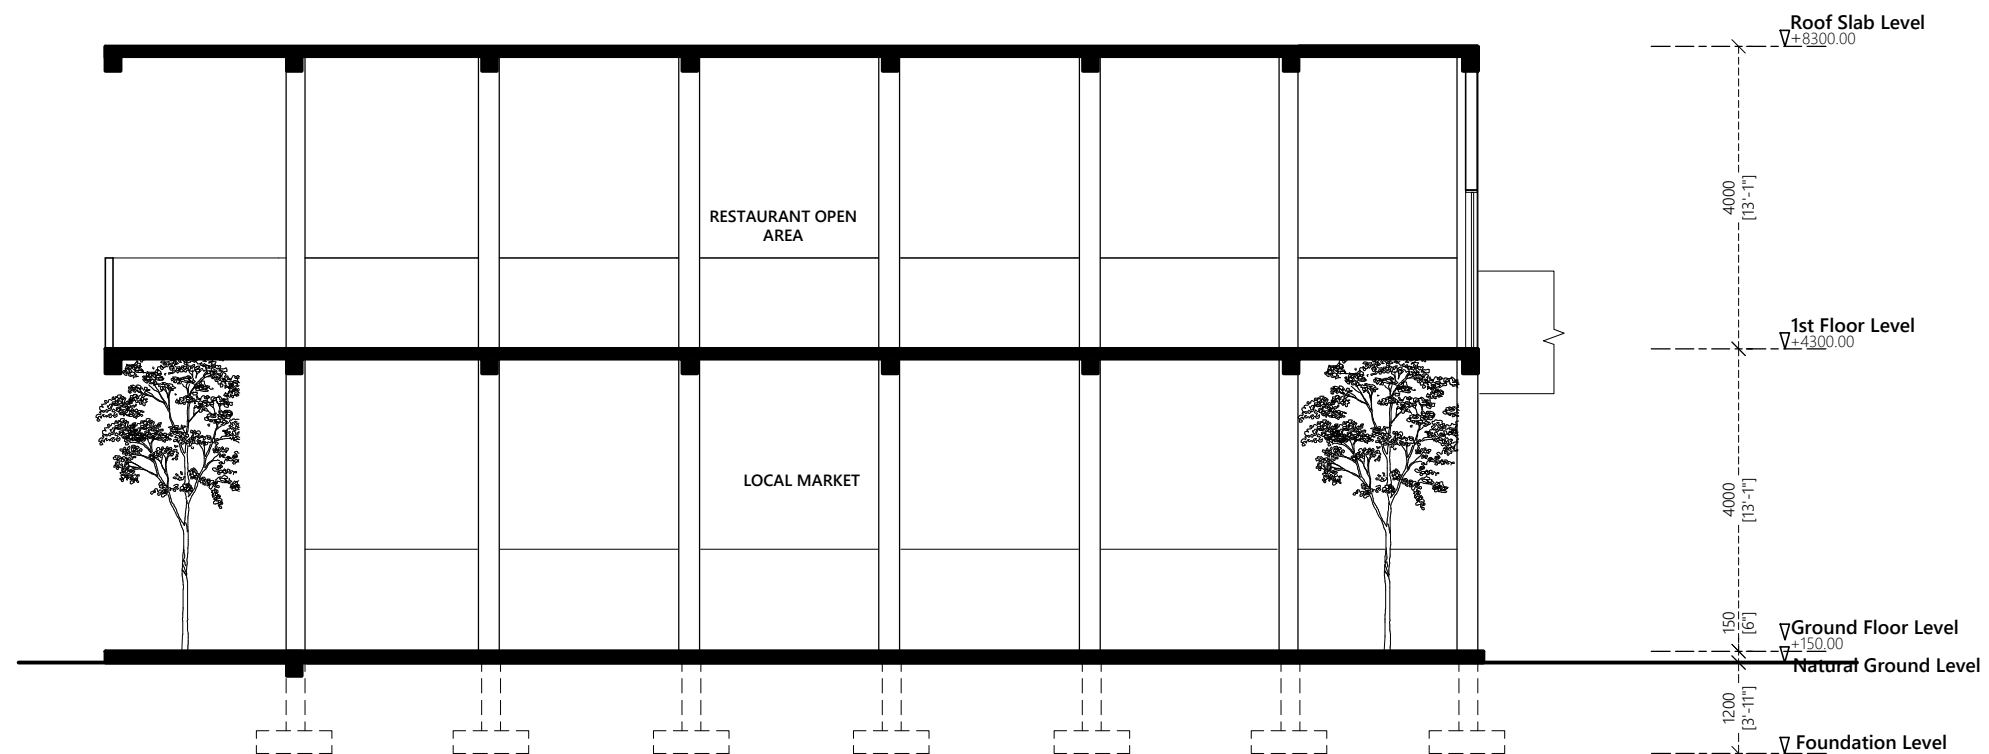 Roof Slab Level
+8300.00
4000
[13'-1"]
RESTAURANT OPEN
AREA
1st Floor Level
+4300.00
LOCAL MARKET
4000
[13'-1"]
150
[6"]
Ground Floor Level
+150.00
Natural Ground Level
1200
[3'-11"]
Foundation Level